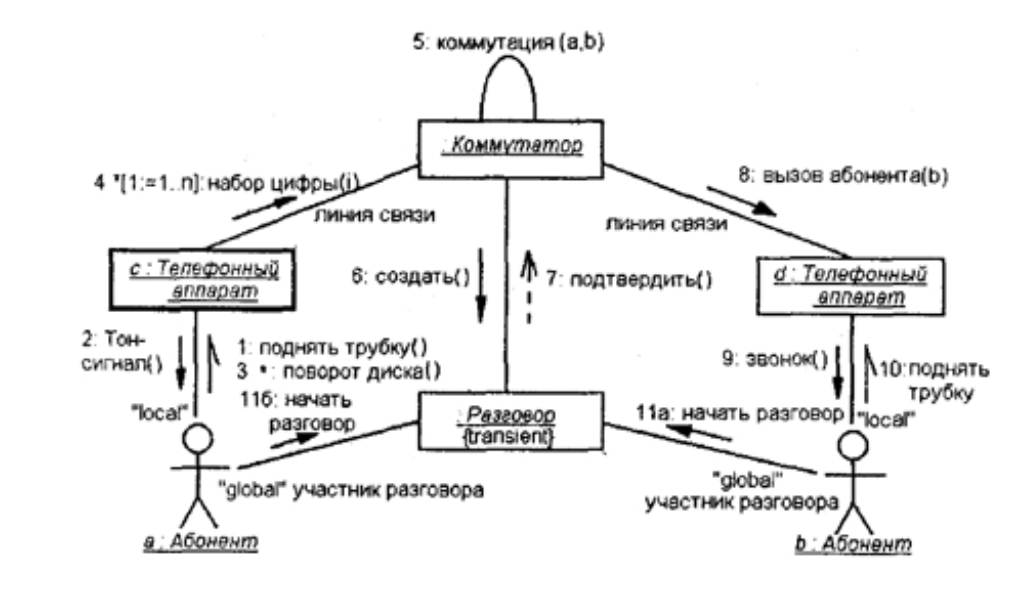 5: коммутация (a,b)
: Коммутатор
4 *[1:=1..n]: набор цифры(i)
8: вызов абонента(b)
линия связи
линия связи
c : Телефонный
аппарат
6: создать()
7: подтвердить()
d : Телефонный
аппарат
2: Тон-
сигнал()
1: поднять трубку()
3 *: поворот диска()
9: звонок()
10: поднять
трубку
11б: начать
разговор
"local"
: Разговор
{transient}
11а: начать разговор
"local"
"global" участник разговора
"global"
участник разговора
a : Абонент
b : Абонент